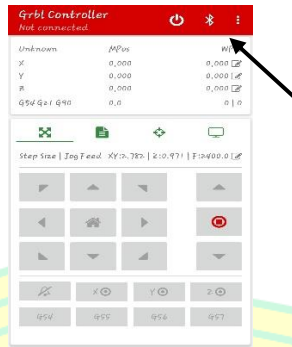 Grbl Controller
Not connected
Unknown MPos WP
X 0,000 0,000
Y 0,000 0,000
Z 0,000 0,000
G54 G21 G90 0,0 0 | 0
Step Size | Jog Feed XY:2.782 | Z:0.971 | F:2400.0
X Y Z
G54 G55 G56 G57